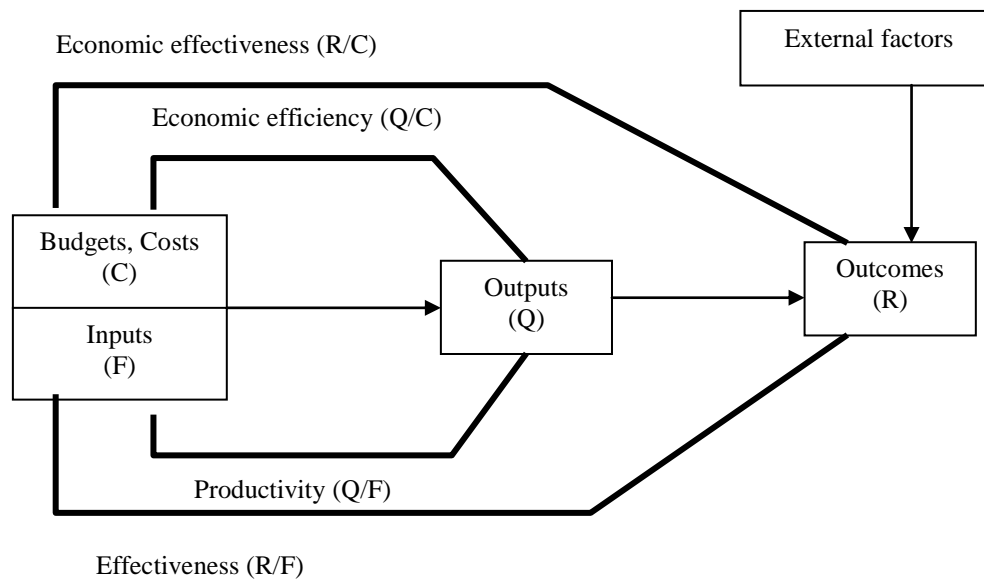 Economic effectiveness (R/C)
External factors
Economic efficiency (Q/C)
Budgets, Costs
(C)
Inputs
(F)
Outputs
(Q)
Outcomes
(R)
Productivity (Q/F)
Effectiveness (R/F)